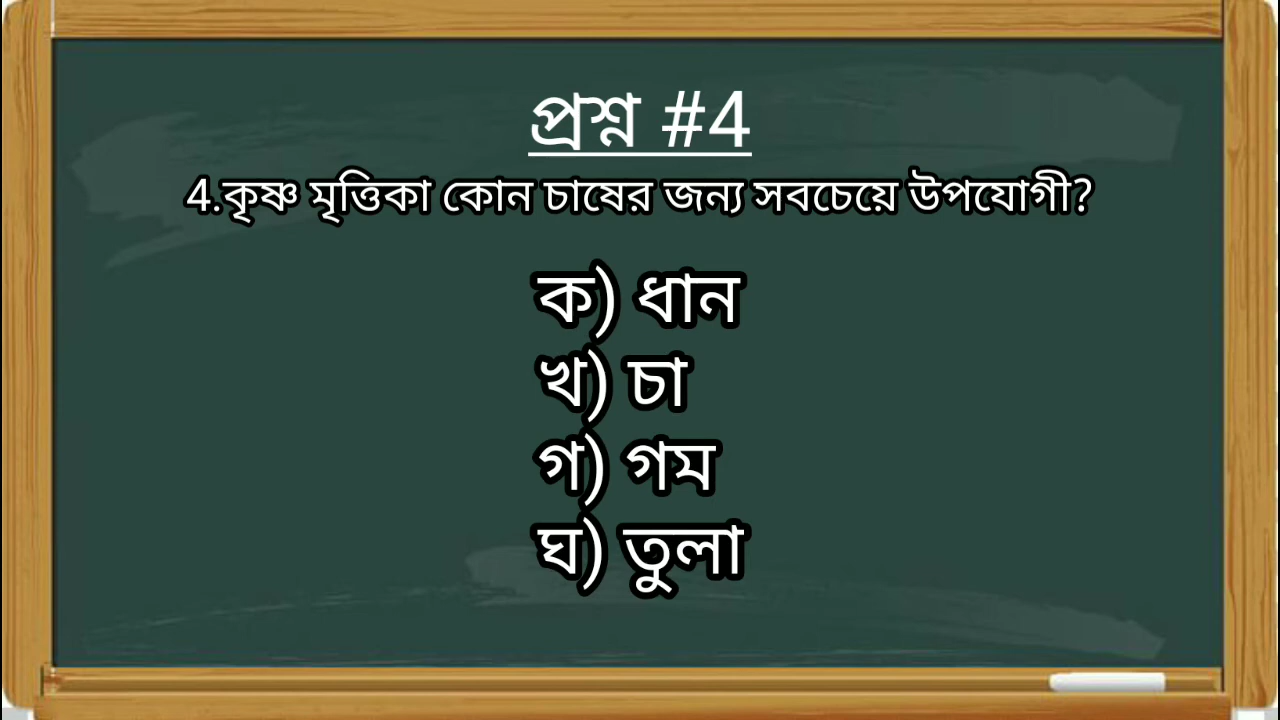 প্রশ্ন #4
4.কৃষ্ণ মৃত্তিকা কোন চাষের জন্য সবচেয়ে উপযোগী?
ক) ধান
খ) চা
গ) গম
ঘ) তুলা